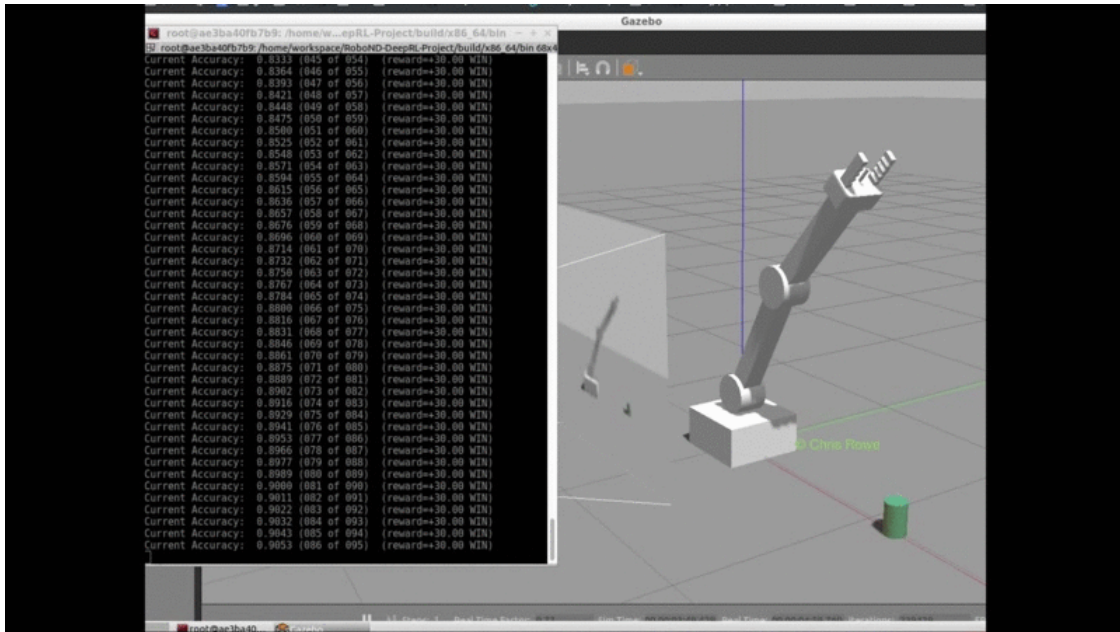 Gazebo
root@ae3ba40fb7b9: /home/w...epRL-Project/build/x86_64/bin
root@ae3ba40fb7b9: /home/workspace/RoboND-DeepRL-Project/build/x86_64/bin 68x4
Current Accuracy: 0.8333 (045 of 054) (reward=+30.00 WIN)
Current Accuracy: 0.8364 (046 of 055) (reward=+30.00 WIN)
Current Accuracy: 0.8393 (047 of 056) (reward=+30.00 WIN)
Current Accuracy: 0.8421 (048 of 057) (reward=+30.00 WIN)
Current Accuracy: 0.8448 (049 of 058) (reward=+30.00 WIN)
Current Accuracy: 0.8475 (050 of 059) (reward=+30.00 WIN)
Current Accuracy: 0.8500 (051 of 060) (reward=+30.00 WIN)
Current Accuracy: 0.8525 (052 of 061) (reward=+30.00 WIN)
Current Accuracy: 0.8548 (053 of 062) (reward=+30.00 WIN)
Current Accuracy: 0.8571 (054 of 063) (reward=+30.00 WIN)
Current Accuracy: 0.8594 (055 of 064) (reward=+30.00 WIN)
Current Accuracy: 0.8615 (056 of 065) (reward=+30.00 WIN)
Current Accuracy: 0.8636 (057 of 066) (reward=+30.00 WIN)
Current Accuracy: 0.8657 (058 of 067) (reward=+30.00 WIN)
Current Accuracy: 0.8676 (059 of 068) (reward=+30.00 WIN)
Current Accuracy: 0.8696 (060 of 069) (reward=+30.00 WIN)
Current Accuracy: 0.8714 (061 of 070) (reward=+30.00 WIN)
Current Accuracy: 0.8732 (062 of 071) (reward=+30.00 WIN)
Current Accuracy: 0.8750 (063 of 072) (reward=+30.00 WIN)
Current Accuracy: 0.8767 (064 of 073) (reward=+30.00 WIN)
Current Accuracy: 0.8784 (065 of 074) (reward=+30.00 WIN)
Current Accuracy: 0.8800 (066 of 075) (reward=+30.00 WIN)
Current Accuracy: 0.8816 (067 of 076) (reward=+30.00 WIN)
Current Accuracy: 0.8831 (068 of 077) (reward=+30.00 WIN)
Current Accuracy: 0.8846 (069 of 078) (reward=+30.00 WIN)
Current Accuracy: 0.8861 (070 of 079) (reward=+30.00 WIN)
Current Accuracy: 0.8875 (071 of 080) (reward=+30.00 WIN)
Current Accuracy: 0.8889 (072 of 081) (reward=+30.00 WIN)
Current Accuracy: 0.8902 (073 of 082) (reward=+30.00 WIN)
Current Accuracy: 0.8916 (074 of 083) (reward=+30.00 WIN)
Current Accuracy: 0.8929 (075 of 084) (reward=+30.00 WIN)
Current Accuracy: 0.8941 (076 of 085) (reward=+30.00 WIN)
Current Accuracy: 0.8953 (077 of 086) (reward=+30.00 WIN)
Current Accuracy: 0.8966 (078 of 087) (reward=+30.00 WIN)
Current Accuracy: 0.8977 (079 of 088) (reward=+30.00 WIN)
Current Accuracy: 0.8989 (080 of 089) (reward=+30.00 WIN)
Current Accuracy: 0.9000 (081 of 090) (reward=+30.00 WIN)
Current Accuracy: 0.9011 (082 of 091) (reward=+30.00 WIN)
Current Accuracy: 0.9022 (083 of 092) (reward=+30.00 WIN)
Current Accuracy: 0.9032 (084 of 093) (reward=+30.00 WIN)
Current Accuracy: 0.9043 (085 of 094) (reward=+30.00 WIN)
Current Accuracy: 0.9053 (086 of 095) (reward=+30.00 WIN)
© Chris Rowe
Steps: 1 Real Time Factor: Sim Time: Real Time: Iterations:
root@ae3ba40... Gazebo